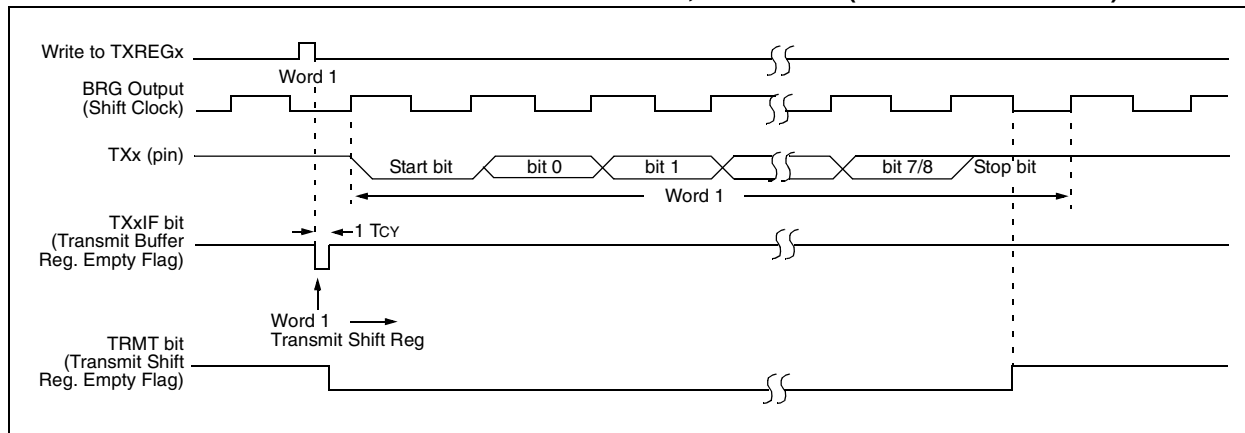 Write to TXREGx
Word 1
BRG Output
(Shift Clock)
TXx (pin)
Start bit
bit 0
bit 1
bit 7/8
Stop bit
Word 1
TXxIF bit
(Transmit Buffer
Reg. Empty Flag)
1 TCY
Word 1
Transmit Shift Reg
TRMT bit
(Transmit Shift
Reg. Empty Flag)